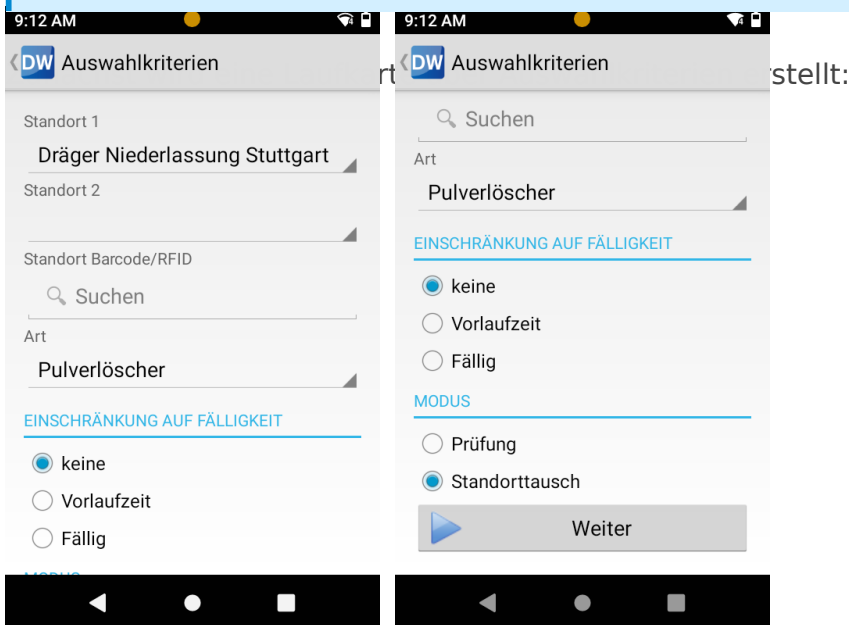 9:12 AM
DW Auswahlkriterien
Standort 1
Dräger Niederlassung Stuttgart
Standort 2
Standort Barcode/RFID
Suchen
Art
Pulverlöscher
EINSCHRÄNKUNG AUF FÄLLIGKEIT
keine
Vorlaufzeit
Fällig
9:12 AM
DW Auswahlkriterien
Suchen
Art
Pulverlöscher
EINSCHRÄNKUNG AUF FÄLLIGKEIT
keine
Vorlaufzeit
Fällig
MODUS
Prüfung
Standorttausch
Weiter